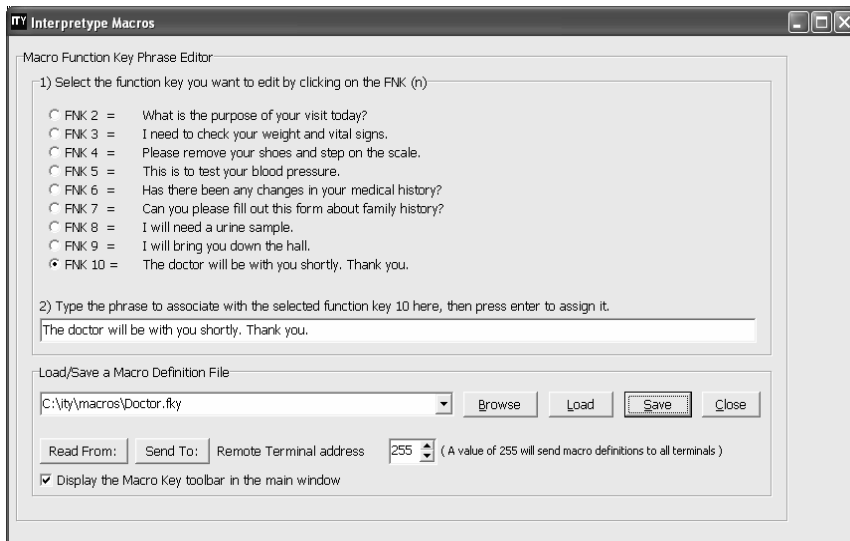 ITY Interpretype Macros
Macro Function Key Phrase Editor
1) Select the function key you want to edit by clicking on the FNK (n)
FNK 2 = What is the purpose of your visit today?
FNK 3 = I need to check your weight and vital signs.
FNK 4 = Please remove your shoes and step on the scale.
FNK 5 = This is to test your blood pressure.
FNK 6 = Has there been any changes in your medical history?
FNK 7 = Can you please fill out this form about family history?
FNK 8 = I will need a urine sample.
FNK 9 = I will bring you down the hall.
FNK 10 = The doctor will be with you shortly. Thank you.
2) Type the phrase to associate with the selected function key 10 here, then press enter to assign it.
The doctor will be with you shortly. Thank you.
Load/Save a Macro Definition File
C:\ity\macros\Doctor.fky Browse Load Save Close
Read From: Send To: Remote Terminal address 255 ( A value of 255 will send macro definitions to all terminals )
Display the Macro Key toolbar in the main window